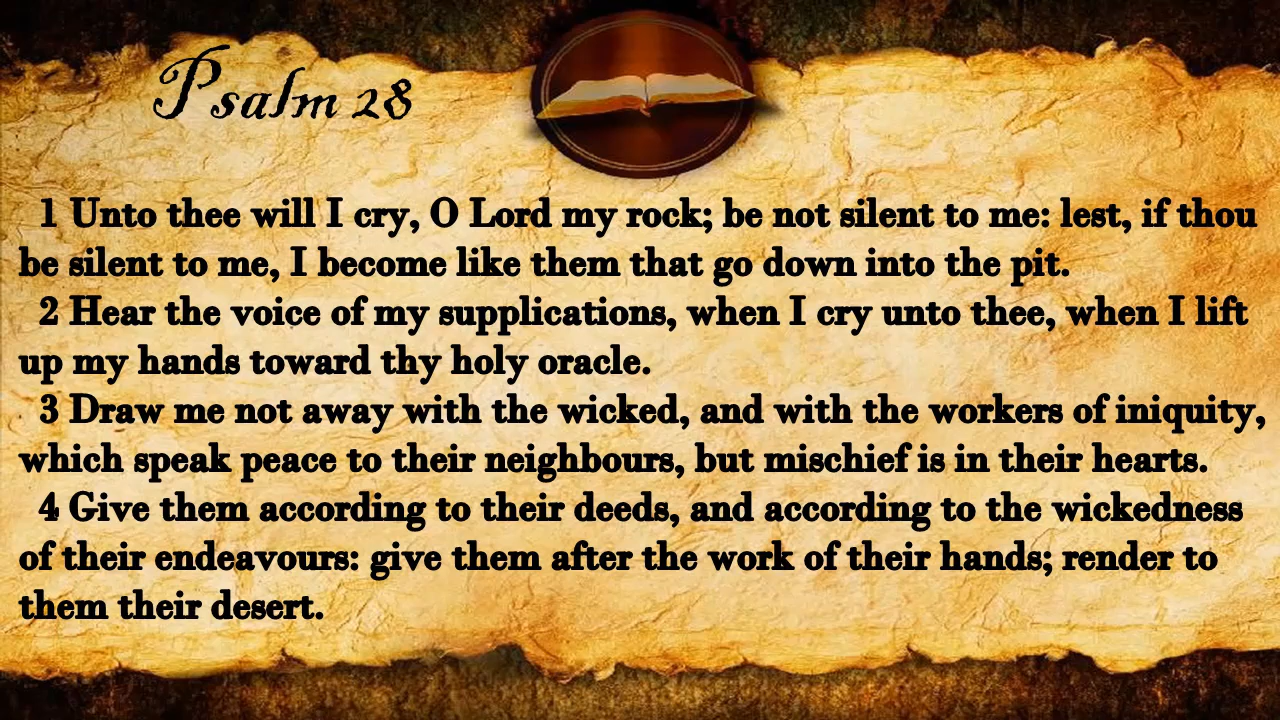 Psalm 28
1 Unto thee will I cry, O Lord my rock; be not silent to me: lest, if thou
be silent to me, I become like them that go down into the pit.
2 Hear the voice of my supplications, when I cry unto thee, when I lift
up my hands toward thy holy oracle.
3 Draw me not away with the wicked, and with the workers of iniquity,
which speak peace to their neighbours, but mischief is in their hearts.
4 Give them according to their deeds, and according to the wickedness
of their endeavours: give them after the work of their hands; render to
them their desert.